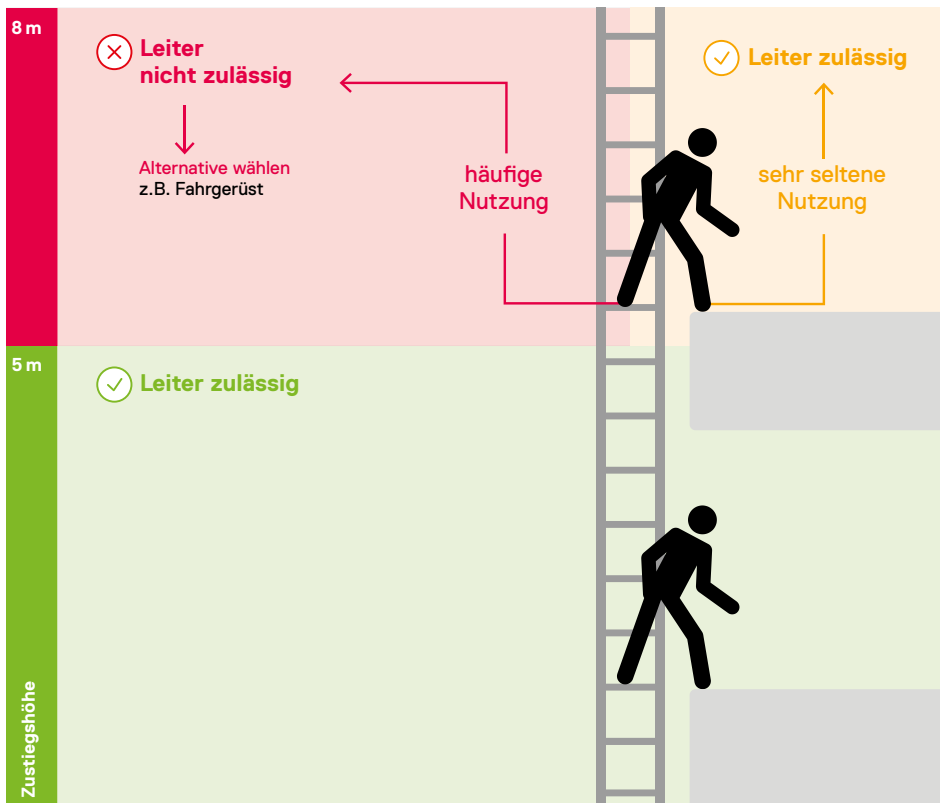 8 m
Leiter
nicht zulässig
Alternative wählen
z.B. Fahrgerüst
häufige
Nutzung
Leiter zulässig
sehr seltene
Nutzung
5 m
Leiter zulässig
Zustiegshöhe